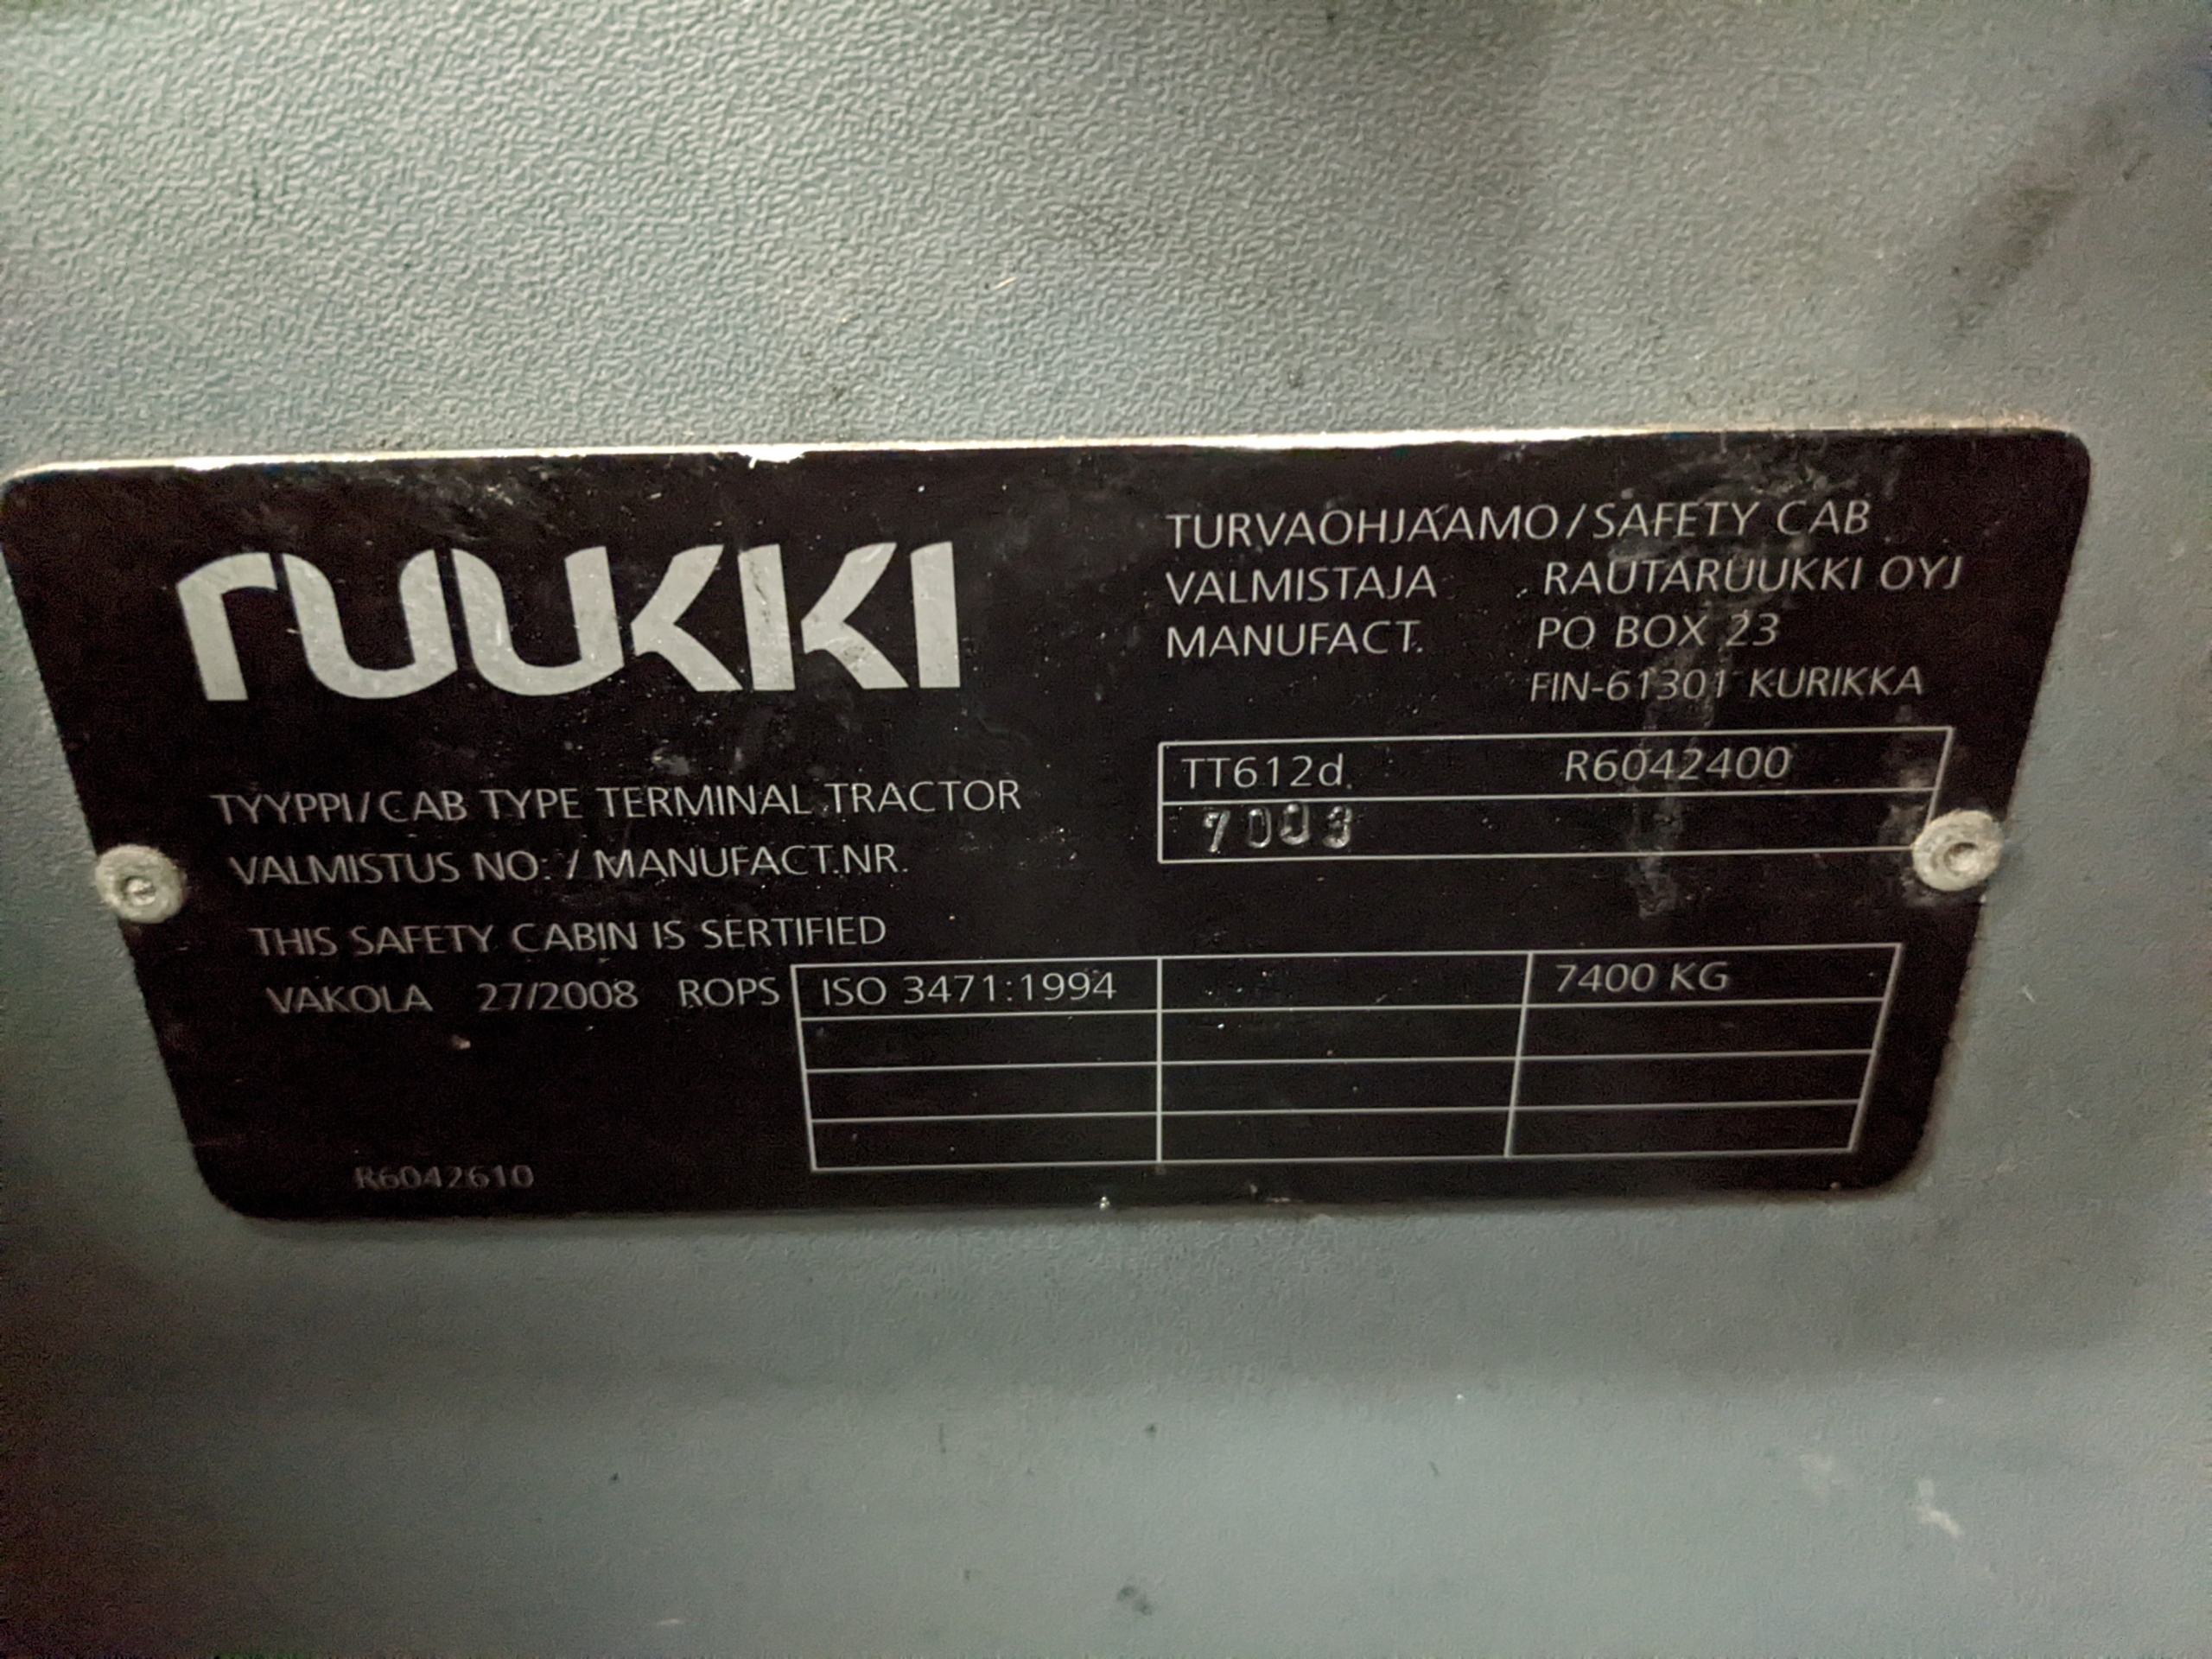 ruukki
TURVAOHJAAMO/SAFETY CAB
VALMISTAJA RAUTARUUKKI OYJ
MANUFACT. PO BOX 23
FIN-61301 KURIKKA
TYYPPI/CAB TYPE TERMINAL TRACTOR TT612d. R6042400
VALMISTUS NO: / MANUFACT.NR. 7003
THIS SAFETY CABIN IS SERTIFIED
VAKOLA 27/2008 ROPS ISO 3471:1994 7400 KG
R6042610